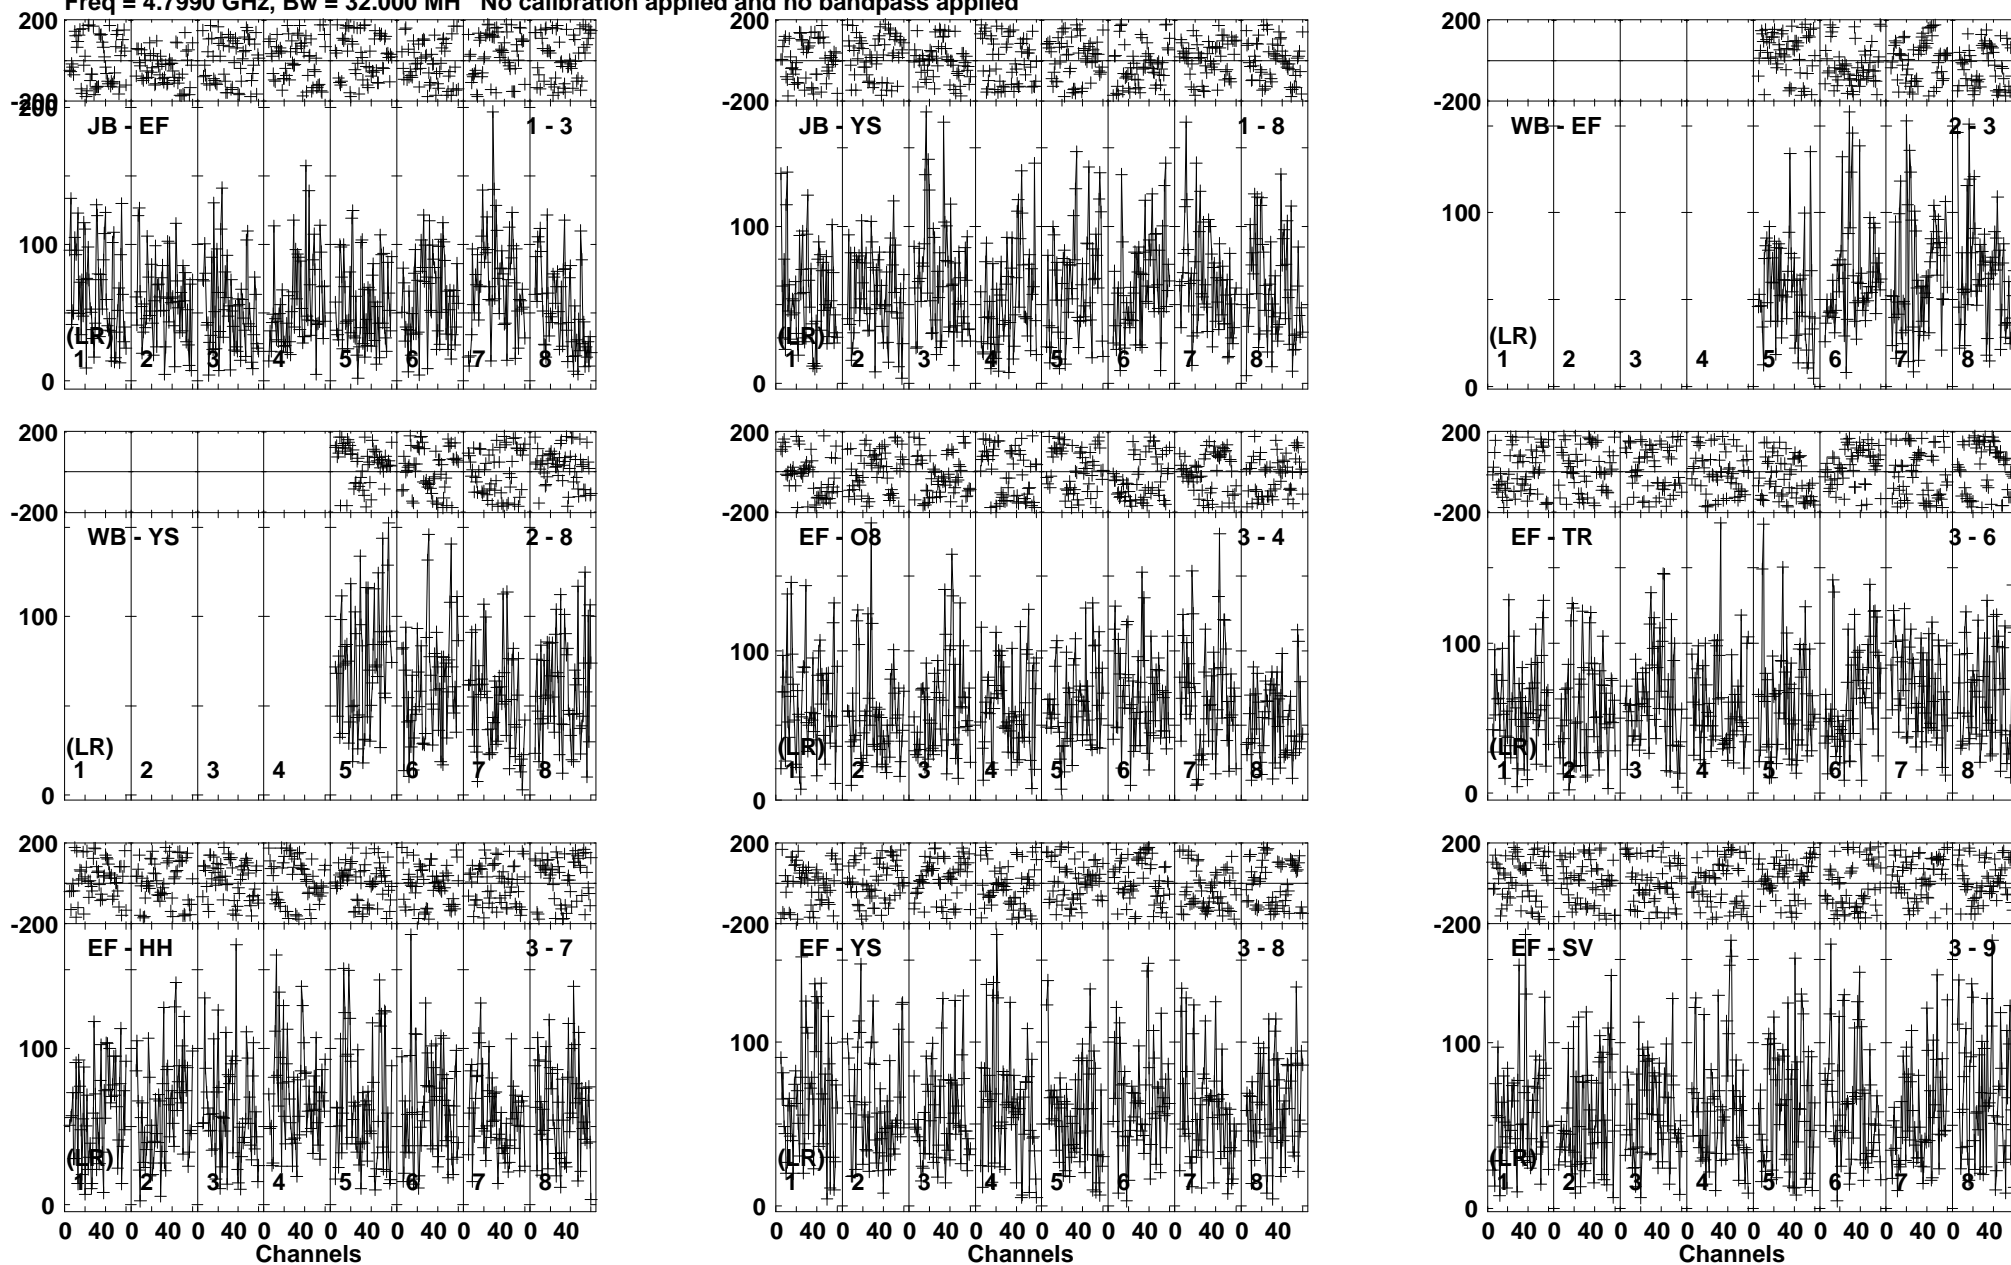 Freq = 4.7990 GHz, Bw = 32.000 MH No calibration applied and no bandpass applied
200 200 200
-200 -200 -200
200
JB - EF 1 - 3 JB - YS 1 - 8 WB - EF 2 - 3
100 100 100
(LR) (LR) (LR)
1 2 3 4 5 6 7 8 1 2 3 4 5 6 7 8 1 2 3 4 5 6 7 8
0 0 0
200 200 200
-200 -200 -200
WB - YS 2 - 8 EF - O8 3 - 4 EF - TR 3 - 6
100 100 100
(LR) (LR) (LR)
1 2 3 4 5 6 7 8 1 2 3 4 5 6 7 8 1 2 3 4 5 6 7 8
0 0 0
200 200 200
-200 -200 -200
EF - HH 3 - 7 EF - YS 3 - 8 EF - SV 3 - 9
100 100 100
(LR) (LR) (LR)
1 2 3 4 5 6 7 8 1 2 3 4 5 6 7 8 1 2 3 4 5 6 7 8
0 0 0
0 40 0 40 0 40 0 40 0 40 0 40 0 40 0 40 0 40 0 40 0 40 0 40 0 40 0 40 0 40 0 40 0 40 0 40 0 40 0 40 0 40 0 40 0 40 0 40
Channels Channels Channels